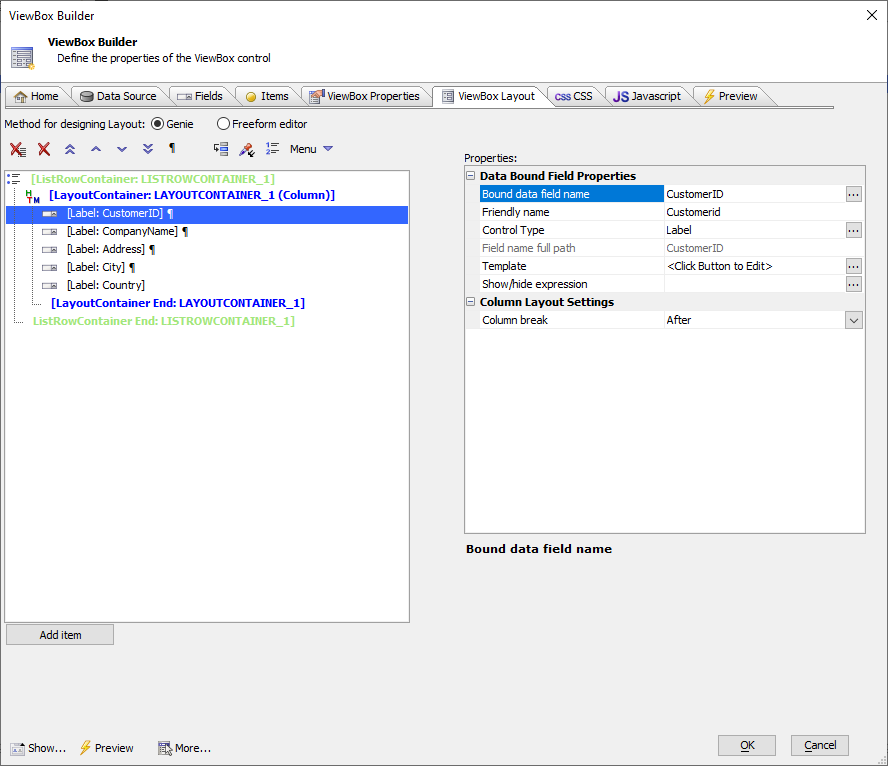 ViewBox Builder
ViewBox Builder
Define the properties of the ViewBox control
Home Data Source Fields Items ViewBox Properties ViewBox Layout CSS CSS JS Javascript Preview
Method for designing Layout: Genie Freeform editor
Menu
Properties:
[ListRowContainer: LISTROWCONTAINER_1]
[LayoutContainer: LAYOUTCONTAINER_1 (Column)]
[Label: CustomerID] ¶
[Label: CompanyName] ¶
[Label: Address] ¶
[Label: City] ¶
[Label: Country]
[LayoutContainer End: LAYOUTCONTAINER_1]
ListRowContainer End: LISTROWCONTAINER_1]
Data Bound Field Properties
Bound data field name CustomerID ...
Friendly name Customerid
Control Type Label ...
Field name full path CustomerID
Template <Click Button to Edit> ...
Show/hide expression ...
Column Layout Settings
Column break After
Bound data field name
Add item
Show... Preview More... OK Cancel